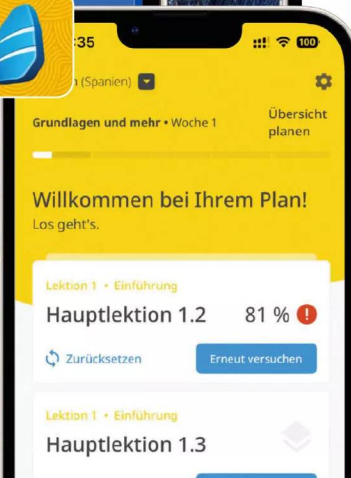 :35
100
(Spanien)
Grundlagen und mehr • Woche 1
Übersicht
planen
Willkommen bei Ihrem Plan!
Los geht's.
Lektion 1 • Einführung
Hauptlektion 1.2 81 % !
Zurücksetzen Erneut versuchen
Lektion 1 • Einführung
Hauptlektion 1.3